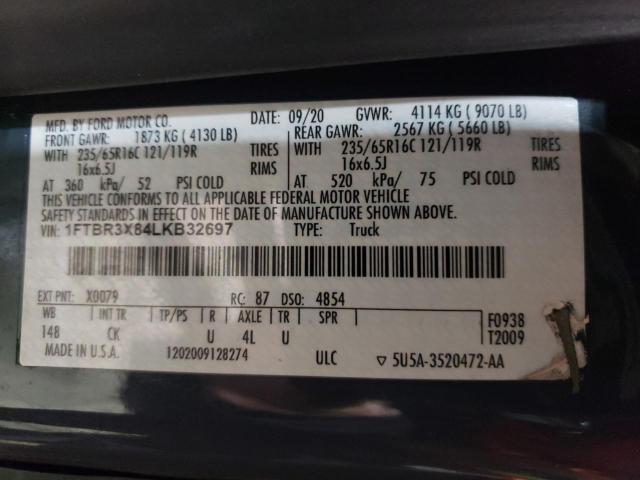 MFD. BY FORD MOTOR CO. DATE: 09/20 GVWR: 4114 KG ( 9070 LB)
FRONT GAWR: 1873 KG ( 4130 LB) REAR GAWR: 2567 KG ( 5660 LB)
WITH 235/65R16C 121/119R TIRES WITH 235/65R16C 121/119R TIRES
16x6.5J RIMS 16x6.5J RIMS
AT 360 kPa/ 52 PSI COLD AT 520 kPa/ 75 PSI COLD
THIS VEHICLE CONFORMS TO ALL APPLICABLE FEDERAL MOTOR VEHICLE
SAFETY STANDARDS IN EFFECT ON THE DATE OF MANUFACTURE SHOWN ABOVE.
VIN: 1FTBR3X84LKB32697 TYPE: Truck
EXT PNT: X0079 RC: 87 DSO: 4854
WB INT TR TP/PS R AXLE TR SPR F0938
148 CK U 4L U T2009
MADE IN U.S.A. 1202009128274 ULC ▽ 5U5A-3520472-AA